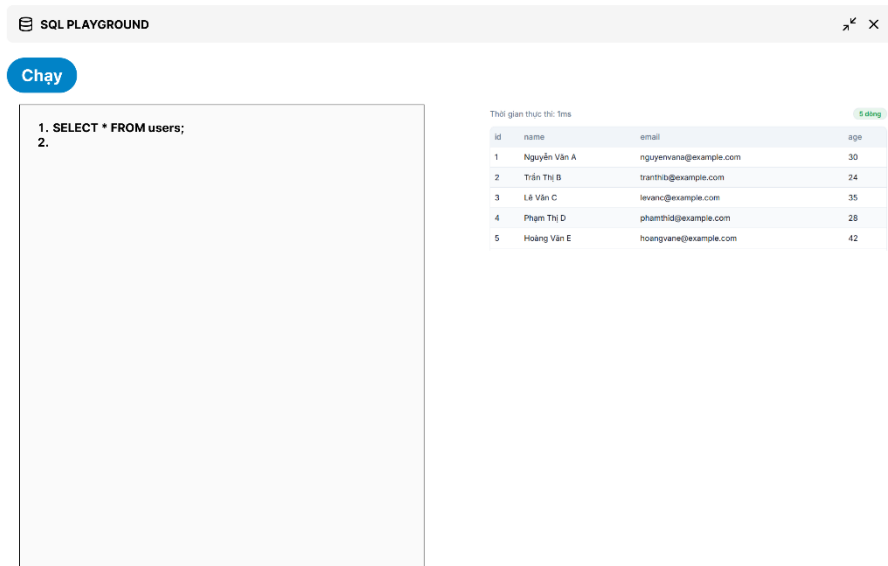 SQL PLAYGROUND
Chạy
1. SELECT * FROM users;
2.
Thời gian thực thi: 1ms 5 dòng
id name email age
1 Nguyễn Văn A nguyenvana@example.com 30
2 Trần Thị B tranthib@example.com 24
3 Lê Văn C levanc@example.com 35
4 Phạm Thị D phamthid@example.com 28
5 Hoàng Văn E hoangvane@example.com 42